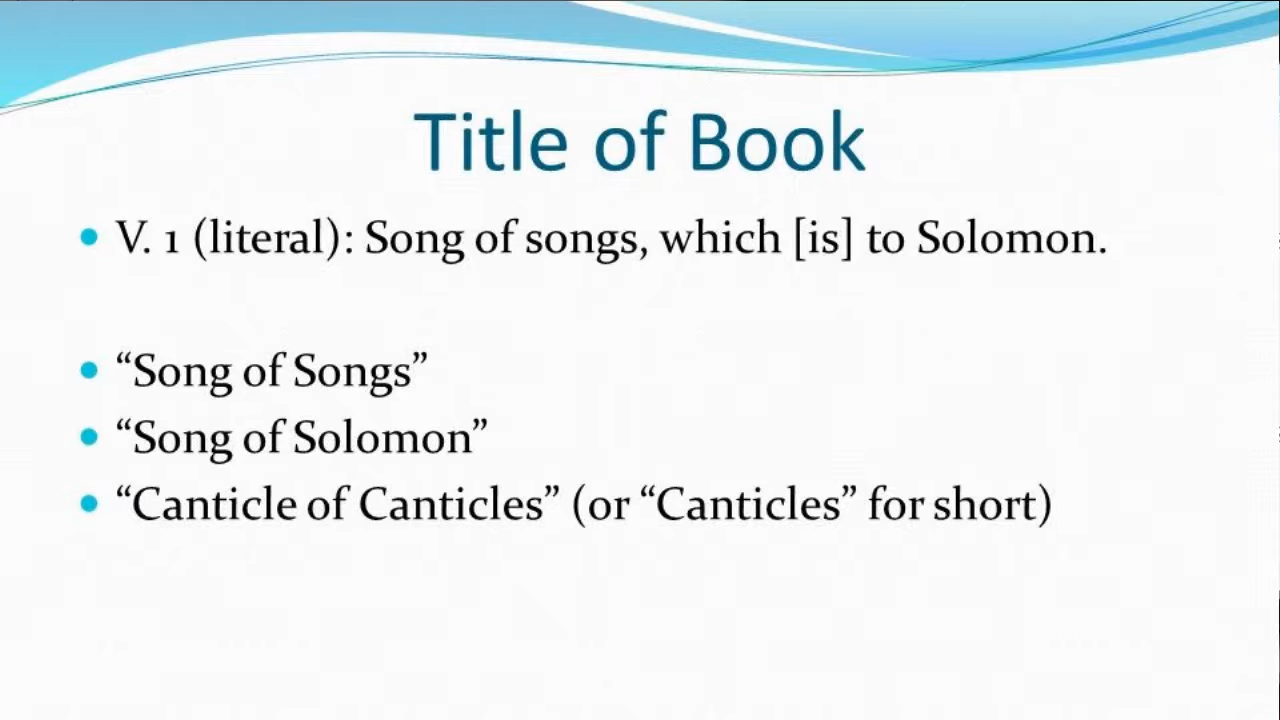 Title of Book
• V. 1 (literal): Song of songs, which [is] to Solomon.
• “Song of Songs”
• “Song of Solomon”
• “Canticle of Canticles” (or “Canticles” for short)